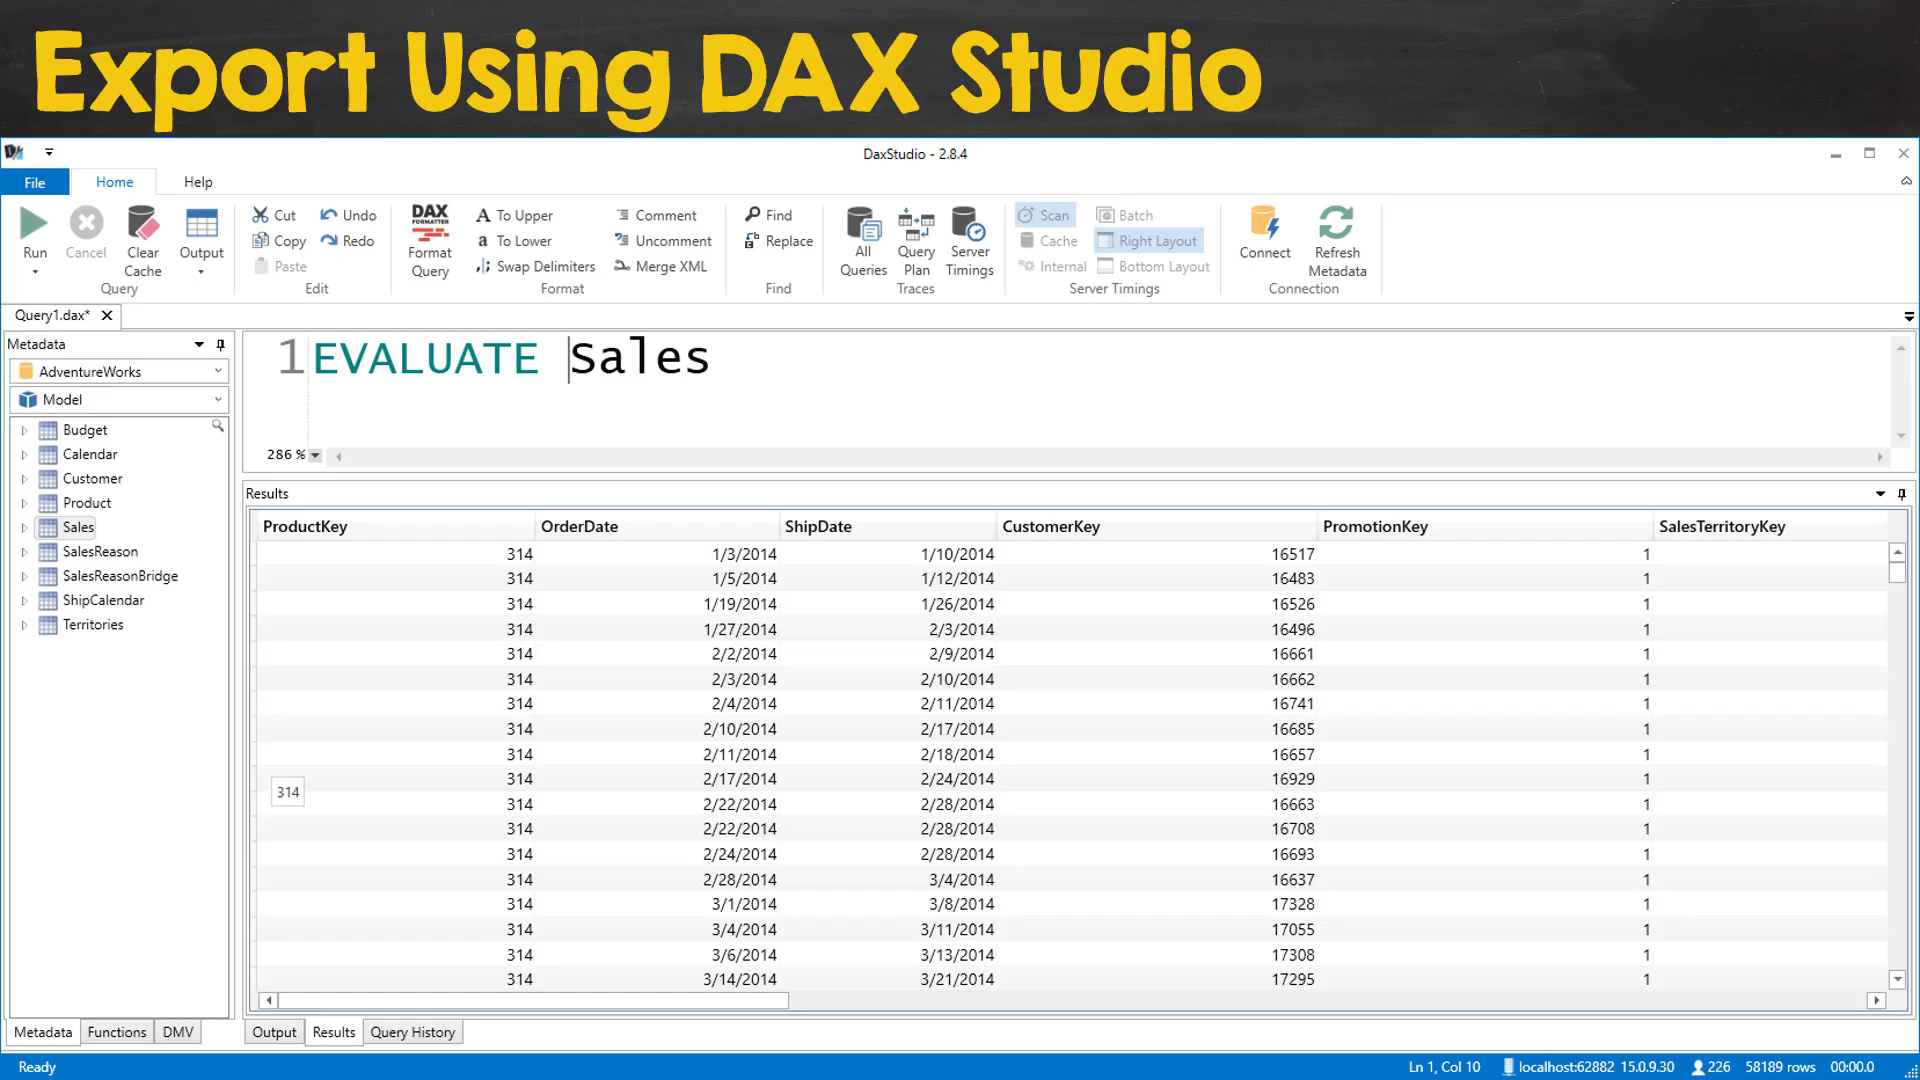 Export Using DAX Studio
DaxStudio - 2.8.4
File Home Help
Run Cancel Clear Cache Output
Query
Cut Copy Paste Undo Redo
Edit
DAX FORMATTER
Format Query
To Upper To Lower Swap Delimiters Comment Uncomment Merge XML
Format
Find Replace
Find
All Queries Query Plan Server Timings
Traces
Scan Cache Internal Batch Right Layout Bottom Layout
Server Timings
Connect Refresh Metadata
Connection
Query1.dax*
Metadata
AdventureWorks
Model
Budget
Calendar
Customer
Product
Sales
SalesReason
SalesReasonBridge
ShipCalendar
Territories
1 EVALUATE Sales
286 %
Results
ProductKey OrderDate ShipDate CustomerKey PromotionKey SalesTerritoryKey
314 1/3/2014 1/10/2014 16517 1
314 1/5/2014 1/12/2014 16483 1
314 1/19/2014 1/26/2014 16526 1
314 1/27/2014 2/3/2014 16496 1
314 2/2/2014 2/9/2014 16661 1
314 2/3/2014 2/10/2014 16662 1
314 2/4/2014 2/11/2014 16741 1
314 2/10/2014 2/17/2014 16685 1
314 2/11/2014 2/18/2014 16657 1
314 2/17/2014 2/24/2014 16929 1
314
314 2/22/2014 2/28/2014 16663 1
314 2/22/2014 2/28/2014 16708 1
314 2/24/2014 2/28/2014 16693 1
314 2/28/2014 3/4/2014 16637 1
314 3/1/2014 3/8/2014 17328 1
314 3/4/2014 3/11/2014 17055 1
314 3/6/2014 3/13/2014 17308 1
314 3/14/2014 3/21/2014 17295 1
Metadata Functions DMV
Output Results Query History
Ready
Ln 1, Col 10 localhost:62882 15.0.9.30 226 58189 rows 00:00.0